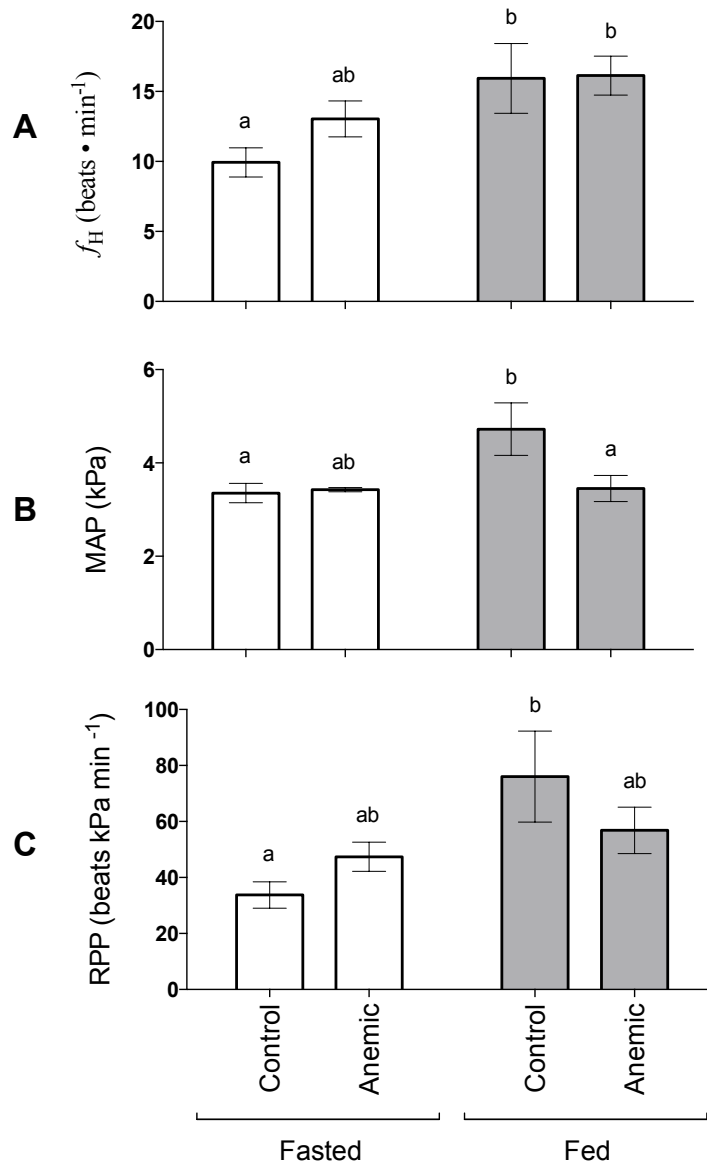 A
f_H (beats • min⁻¹)
20
15
10
5
0
a
ab
b
b
B
MAP (kPa)
6
4
2
0
a
ab
b
a
C
RPP (beats kPa min ⁻¹)
100
80
60
40
20
0
a
ab
b
ab
Control
Anemic
Control
Anemic
Fasted
Fed